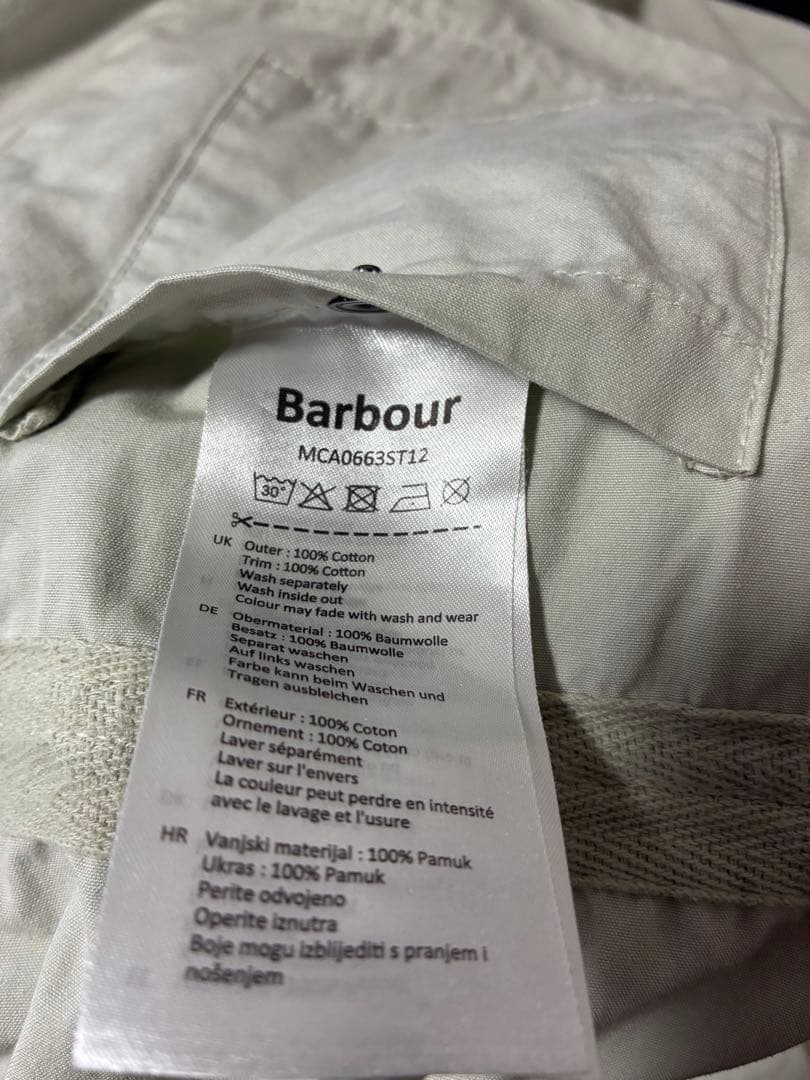 Barbour
MCA0663ST12
30°
UK Outer : 100% Cotton
Trim : 100% Cotton
Wash separately
Wash inside out
Colour may fade with wash and wear
DE Obermaterial : 100% Baumwolle
Besatz : 100% Baumwolle
Separat waschen
Auf links waschen
Farbe kann beim Waschen und
Tragen ausbleichen
FR Extérieur : 100% Coton
Ornement : 100% Coton
Laver séparément
Laver sur l'envers
La couleur peut perdre en intensité
avec le lavage et l'usure
HR Vanjski materijal : 100% Pamuk
Ukras : 100% Pamuk
Perite odvojeno
Operite iznutra
Boje mogu izblijediti s pranjem i
nošenjem